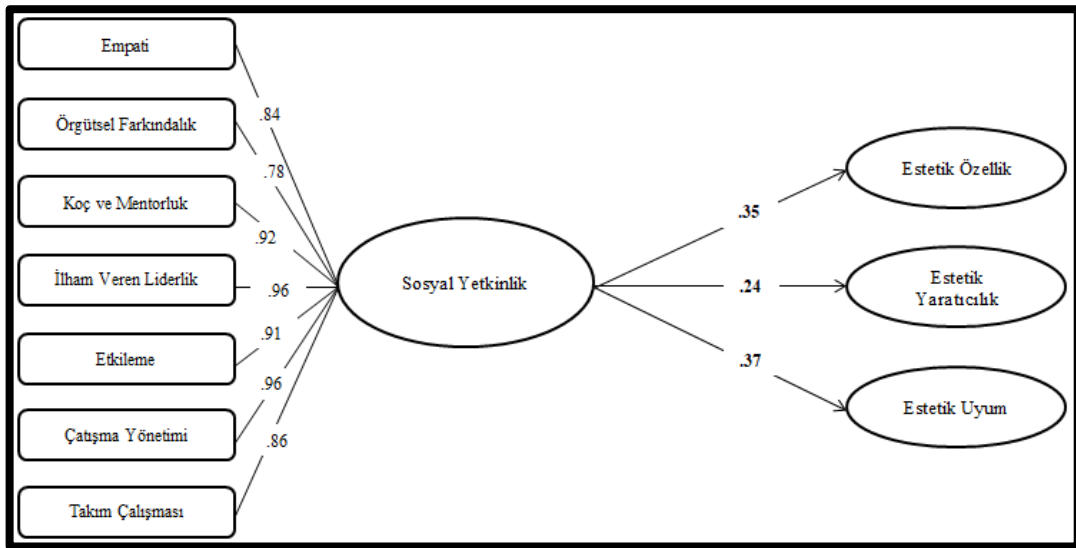 Empati
Örgütsel Farkındalık
Koç ve Mentorluk
İlham Veren Liderlik
Etkileme
Çatışma Yönetimi
Takım Çalışması
.84
.78
.92
.96
.91
.96
.86
Sosyal Yetkinlik
.35
.24
.37
Estetik Özellik
Estetik
Yaratıcılık
Estetik Uyum